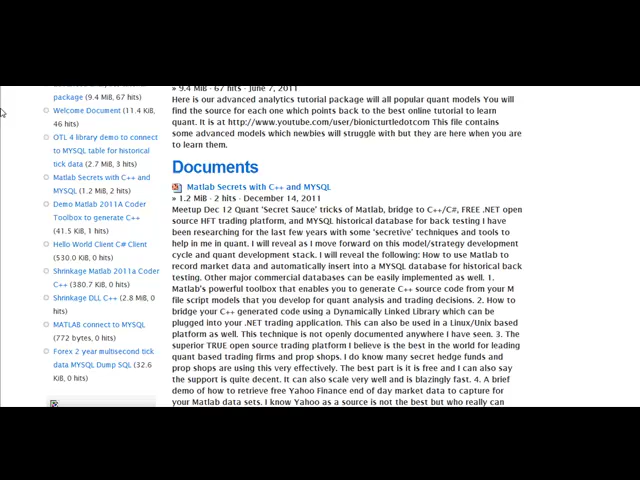 package (9.4 MiB, 67 hits)
Welcome Document (11.4 KiB,
46 hits)
OTL 4 library demo to connect
to MYSQL table for historical
tick data (2.7 MiB, 3 hits)
Matlab Secrets with C++ and
MYSQL (1.2 MiB, 2 hits)
Demo Matlab 2011A Coder
Toolbox to generate C++
(41.5 KiB, 1 hits)
Hello World Client C# Client
(530.0 KiB, 0 hits)
Shrinkage Matlab 2011a Coder
C++ (380.7 KiB, 0 hits)
Shrinkage DLL C++ (2.8 MiB, 0
hits)
MATLAB connect to MYSQL
(772 bytes, 0 hits)
Forex 2 year multisecond tick
data MYSQL Dump SQL (32.6
KiB, 0 hits)
» 9.4 MiB - 67 hits - June 7, 2011
Here is our advanced analytics tutorial package will all popular quant models You will
find the source for each one which points back to the best online tutorial to learn
quant. It is at http://www.youtube.com/user/bionicturtledotcom This file contains
some advanced models which newbies will struggle with but they are here when you are
to learn them.
Documents
Matlab Secrets with C++ and MYSQL
» 1.2 MiB - 2 hits - December 14, 2011
Meetup Dec 12 Quant 'Secret Sauce' tricks of Matlab, bridge to C++/C#, FREE .NET open
source HFT trading platform, and MYSQL historical database for back testing I have
been researching for the last few years with some 'secretive' techniques and tools to
help me in quant. I will reveal as I move forward on this model/strategy development
cycle and quant development stack. I will reveal the following: How to use Matlab to
record market data and automatically insert into a MYSQL database for historical back
testing. Other major commercial databases can be easily implemented as well. 1.
Matlab's powerful toolbox that enables you to generate C++ source code from your M
file script models that you develop for quant analysis and trading decisions. 2. How to
bridge your C++ generated code using a Dynamically Linked Library which can be
plugged into your .NET trading application. This can also be used in a Linux/Unix based
platform as well. This technique is not openly documented anywhere I have seen. 3. The
superior TRUE open source trading platform I believe is the best in the world for leading
quant based trading firms and prop shops. I do know many secret hedge funds and
prop shops are using this very effectively. The best part is it is free and I can also say
the support is quite decent. It can also scale very well and is blazingly fast. 4. A brief
demo of how to retrieve free Yahoo Finance end of day market data to capture for
your Matlab data sets. I know Yahoo as a source is not the best but who really can